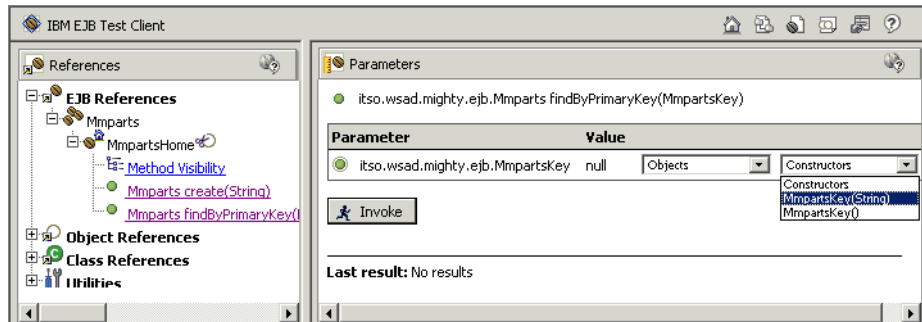 IBM EJB Test Client
References
EJB References
Mmparts
MmpartsHome
Method Visibility
Mmparts create(String)
Mmparts findByPrimaryKey(
Object References
Class References
Utilities
Parameters
itso.wsad.mighty.ejb.Mmparts findByPrimaryKey(MmpartsKey)
Parameter Value
itso.wsad.mighty.ejb.MmpartsKey null Objects Constructors
Constructors
MmpartsKey(String)
MmpartsKey()
Invoke
Last result: No results